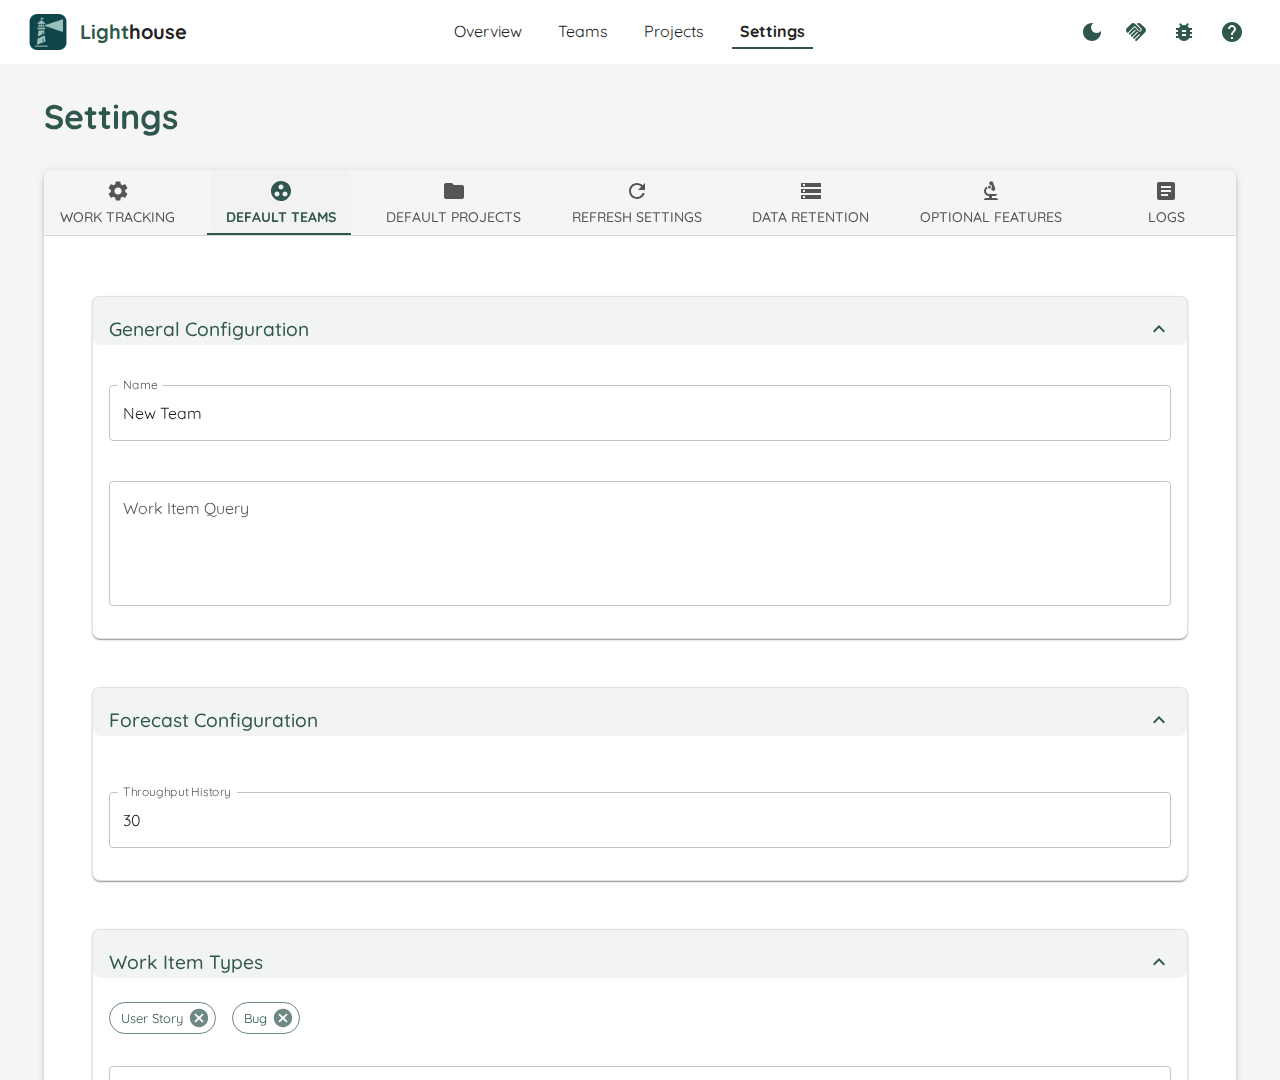 Lighthouse
Overview
Teams
Projects
Settings
Settings
WORK TRACKING
DEFAULT TEAMS
DEFAULT PROJECTS
REFRESH SETTINGS
DATA RETENTION
OPTIONAL FEATURES
LOGS
General Configuration
Name
New Team
Work Item Query
Forecast Configuration
Throughput History
30
Work Item Types
User Story
Bug